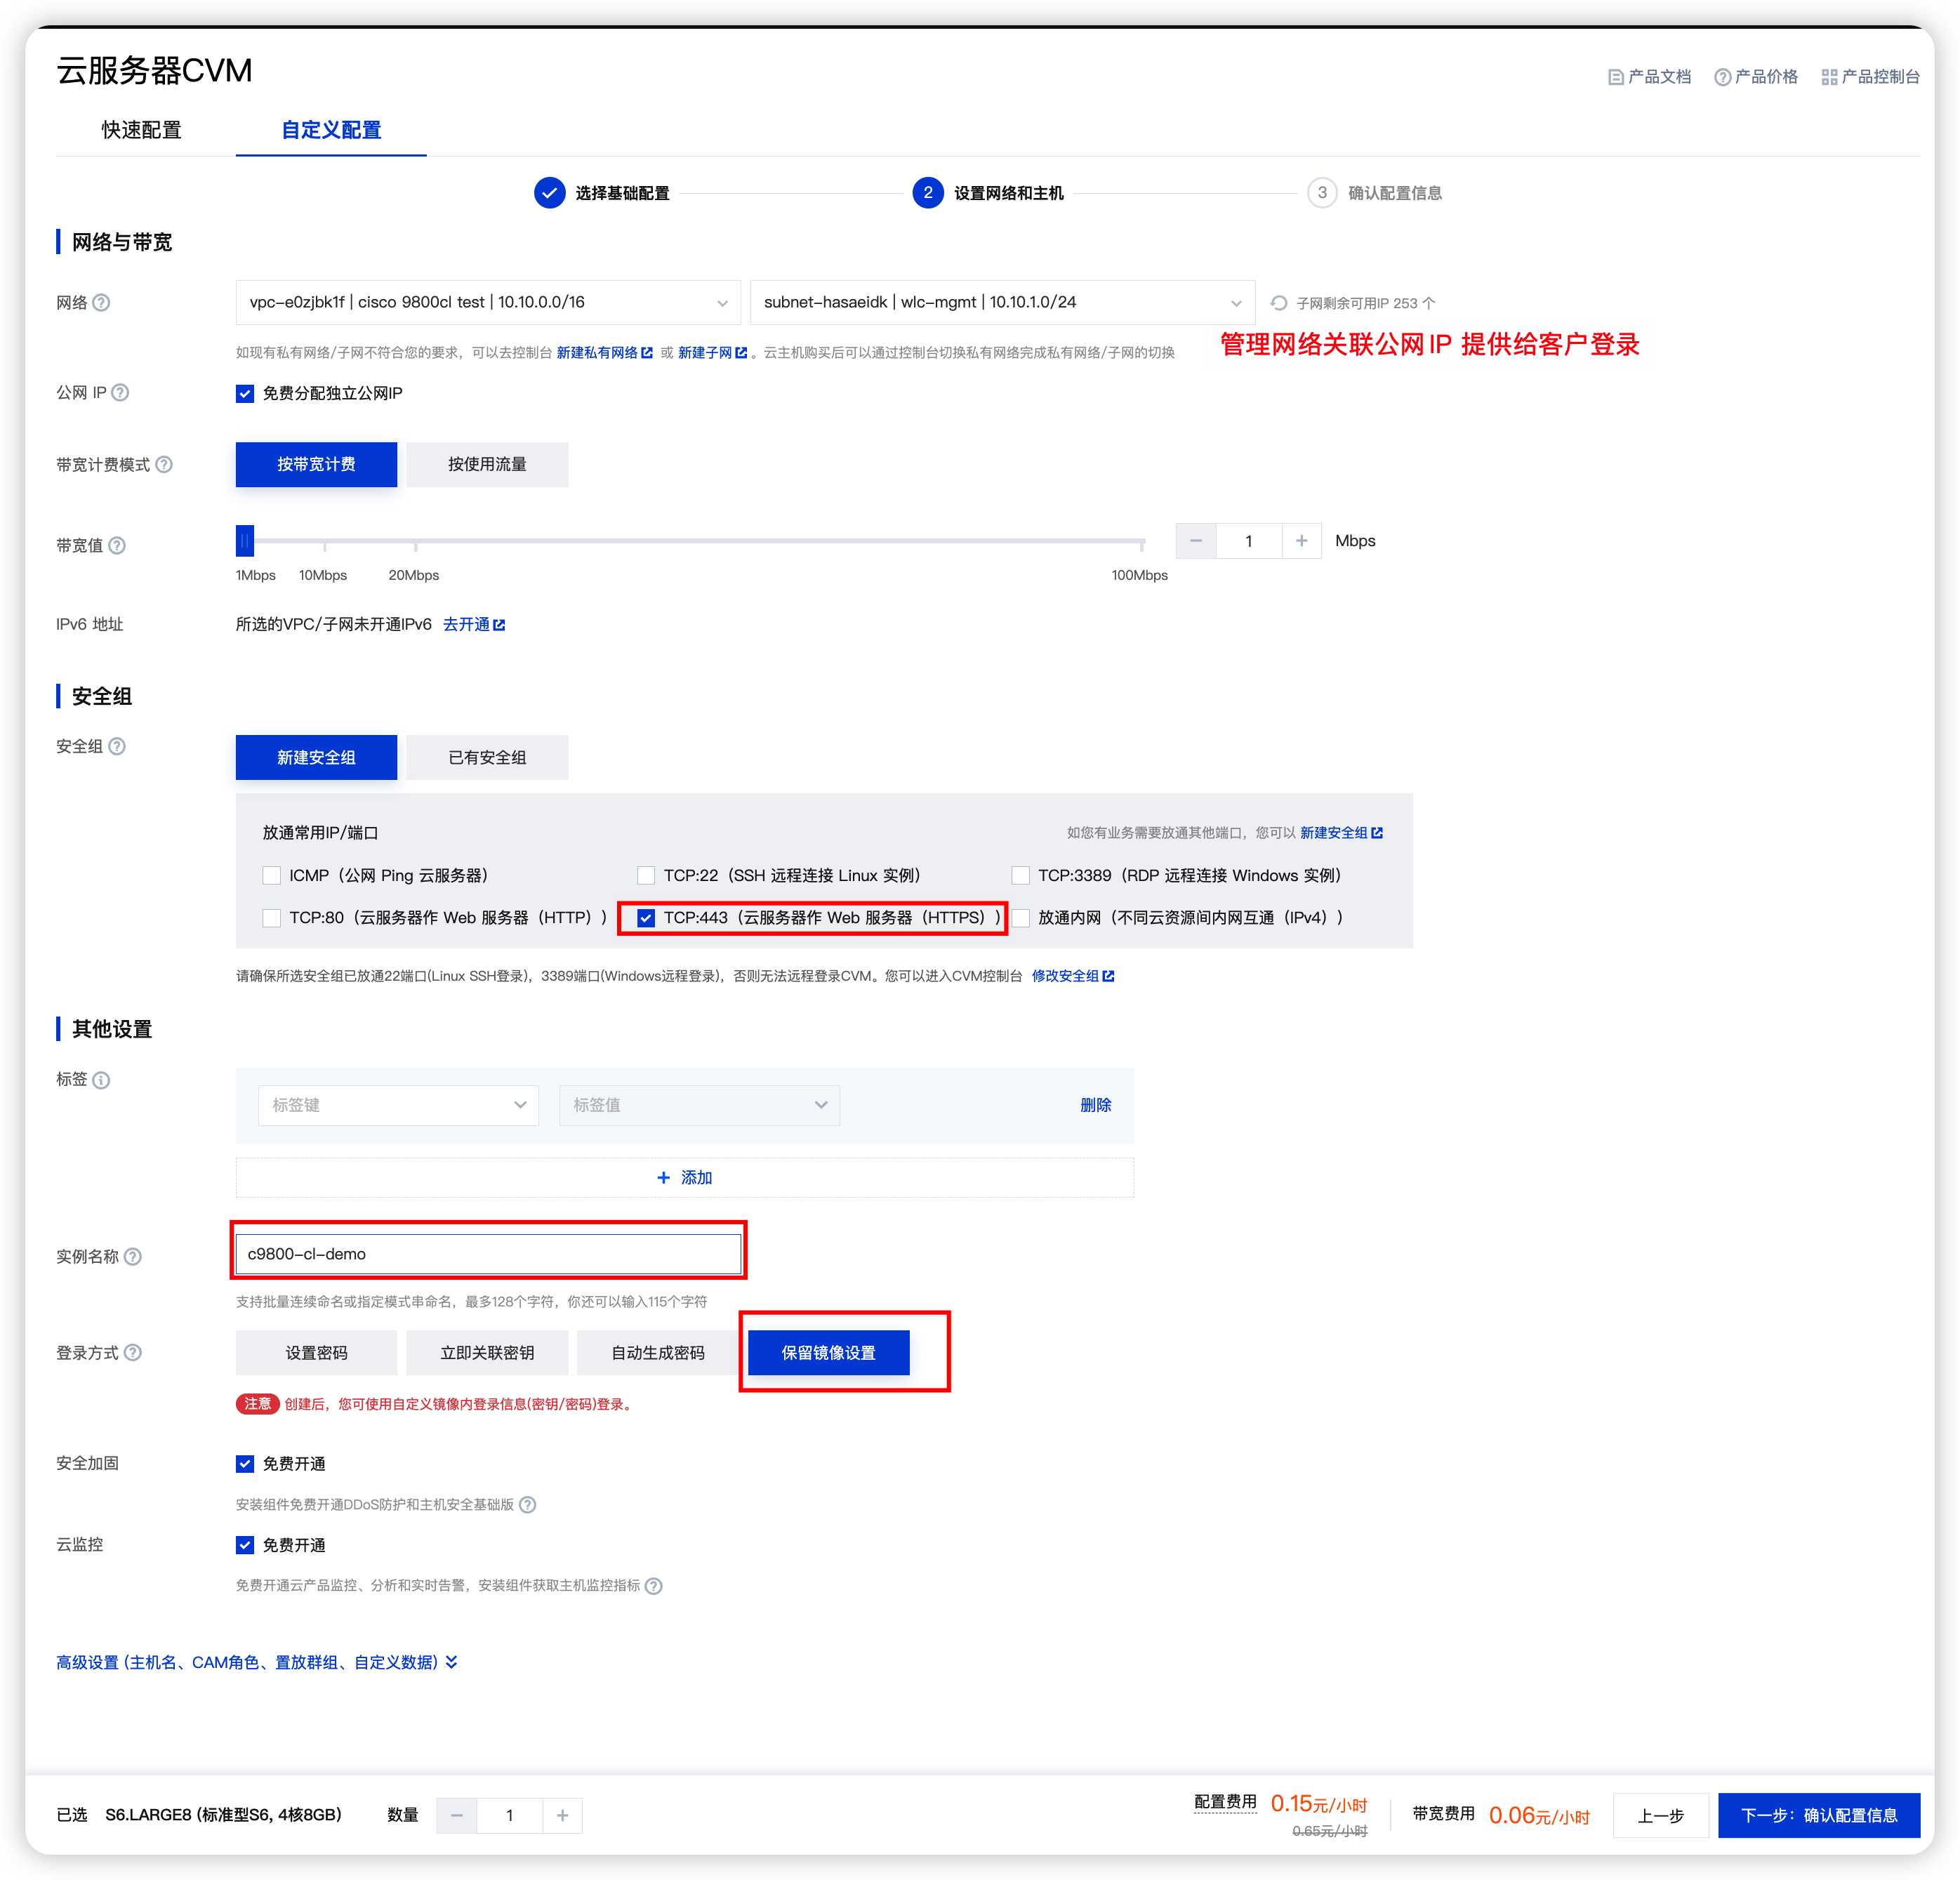 云服务器CVM
产品文档 产品价格 产品控制台
快速配置 自定义配置
选择基础配置 2 设置网络和主机 3 确认配置信息
网络与带宽
网络 vpc-e0zjbk1f | cisco 9800cl test | 10.10.0.0/16 subnet-hasaeidk | wlc-mgmt | 10.10.1.0/24 子网剩余可用IP 253 个
管理网络关联公网IP 提供给客户登录
如现有私有网络/子网不符合您的要求，可以去控制台 新建私有网络 或 新建子网 。云主机购买后可以通过控制台切换私有网络完成私有网络/子网的切换
公网 IP 免费分配独立公网IP
带宽计费模式 按带宽计费 按使用流量
带宽值 − 1 + Mbps
1Mbps 10Mbps 20Mbps 100Mbps
IPv6 地址 所选的VPC/子网未开通IPv6 去开通
安全组
安全组 新建安全组 已有安全组
放通常用IP/端口 如您有业务需要放通其他端口，您可以 新建安全组
ICMP（公网 Ping 云服务器） TCP:22（SSH 远程连接 Linux 实例） TCP:3389（RDP 远程连接 Windows 实例）
TCP:80（云服务器作 Web 服务器（HTTP）） TCP:443（云服务器作 Web 服务器（HTTPS）） 放通内网（不同云资源间内网互通（IPv4））
请确保所选安全组已放通22端口(Linux SSH登录)，3389端口(Windows远程登录)，否则无法远程登录CVM。您可以进入CVM控制台 修改安全组
其他设置
标签 标签键 标签值 删除
+ 添加
实例名称 c9800-cl-demo
支持批量连续命名或指定模式串命名，最多128个字符，你还可以输入115个字符
登录方式 设置密码 立即关联密钥 自动生成密码 保留镜像设置
注意 创建后，您可使用自定义镜像内登录信息(密钥/密码)登录。
安全加固 免费开通
安装组件免费开通DDoS防护和主机安全基础版
云监控 免费开通
免费开通云产品监控、分析和实时告警，安装组件获取主机监控指标
高级设置 (主机名、CAM角色、置放群组、自定义数据)
已选 S6.LARGE8 (标准型S6, 4核8GB) 数量 − 1 + 配置费用 0.15元/小时 带宽费用 0.06元/小时 上一步 下一步：确认配置信息
0.65元/小时